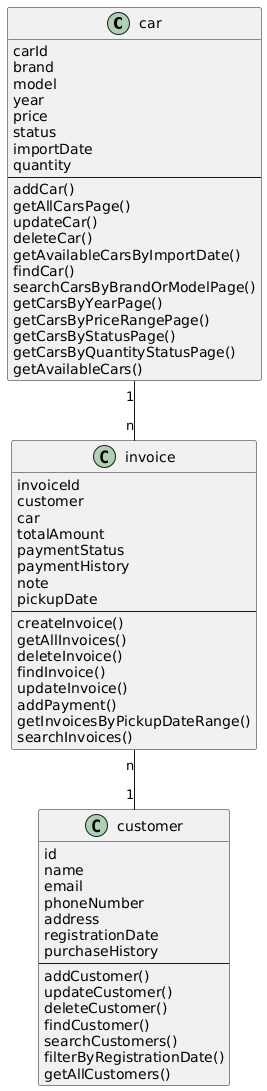 C car
carId
brand
model
year
price
status
importDate
quantity
addCar()
getAllCarsPage()
updateCar()
deleteCar()
getAvailableCarsByImportDate()
findCar()
searchCarsByBrandOrModelPage()
getCarsByYearPage()
getCarsByPriceRangePage()
getCarsByStatusPage()
getCarsByQuantityStatusPage()
getAvailableCars()
1
n
C invoice
invoiceId
customer
car
totalAmount
paymentStatus
paymentHistory
note
pickupDate
createInvoice()
getAllInvoices()
deleteInvoice()
findInvoice()
updateInvoice()
addPayment()
getInvoicesByPickupDateRange()
searchInvoices()
n
1
C customer
id
name
email
phoneNumber
address
registrationDate
purchaseHistory
addCustomer()
updateCustomer()
deleteCustomer()
findCustomer()
searchCustomers()
filterByRegistrationDate()
getAllCustomers()